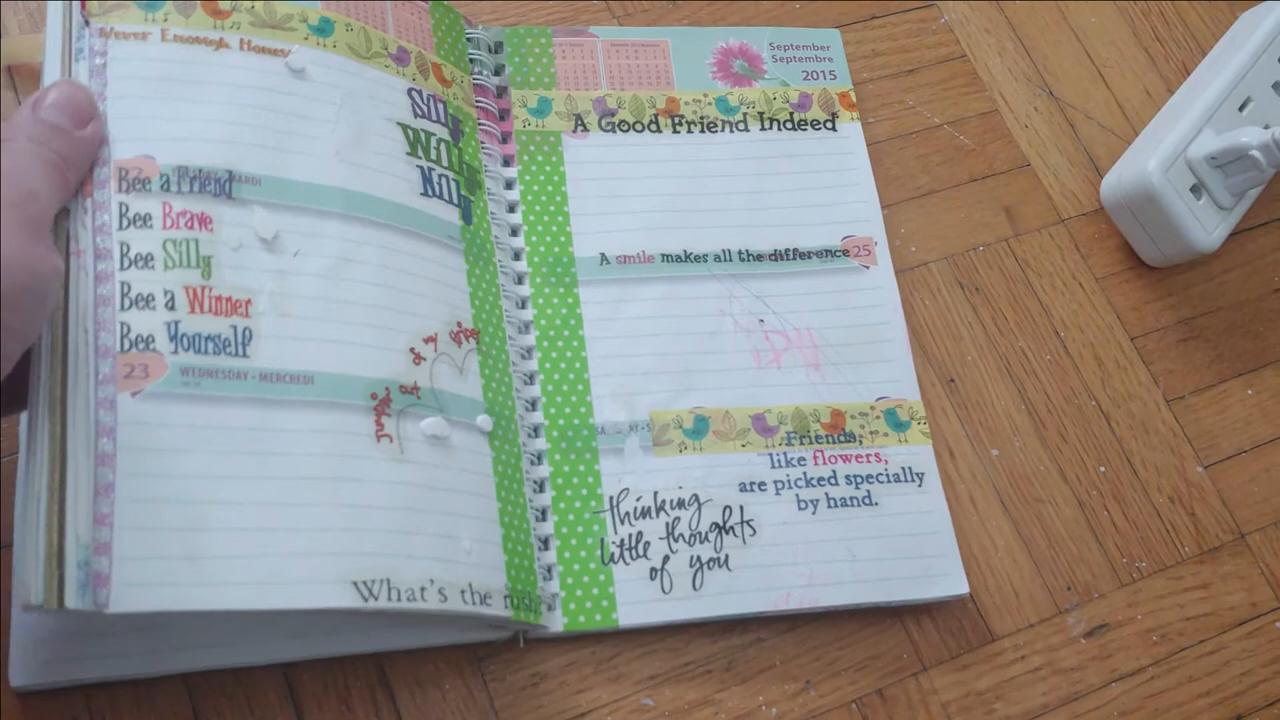 Never Enough Honey
Silly
Willy
Nilly
Bee a Friend
Bee Brave
Bee Silly
Bee a Winner
Bee Yourself
23 WEDNESDAY - MERCREDI
What's the rush
September
Septembre
2015
A Good Friend Indeed
A smile makes all the difference 25
Friends,
like flowers,
are picked specially
by hand.
thinking
little thoughts
of you